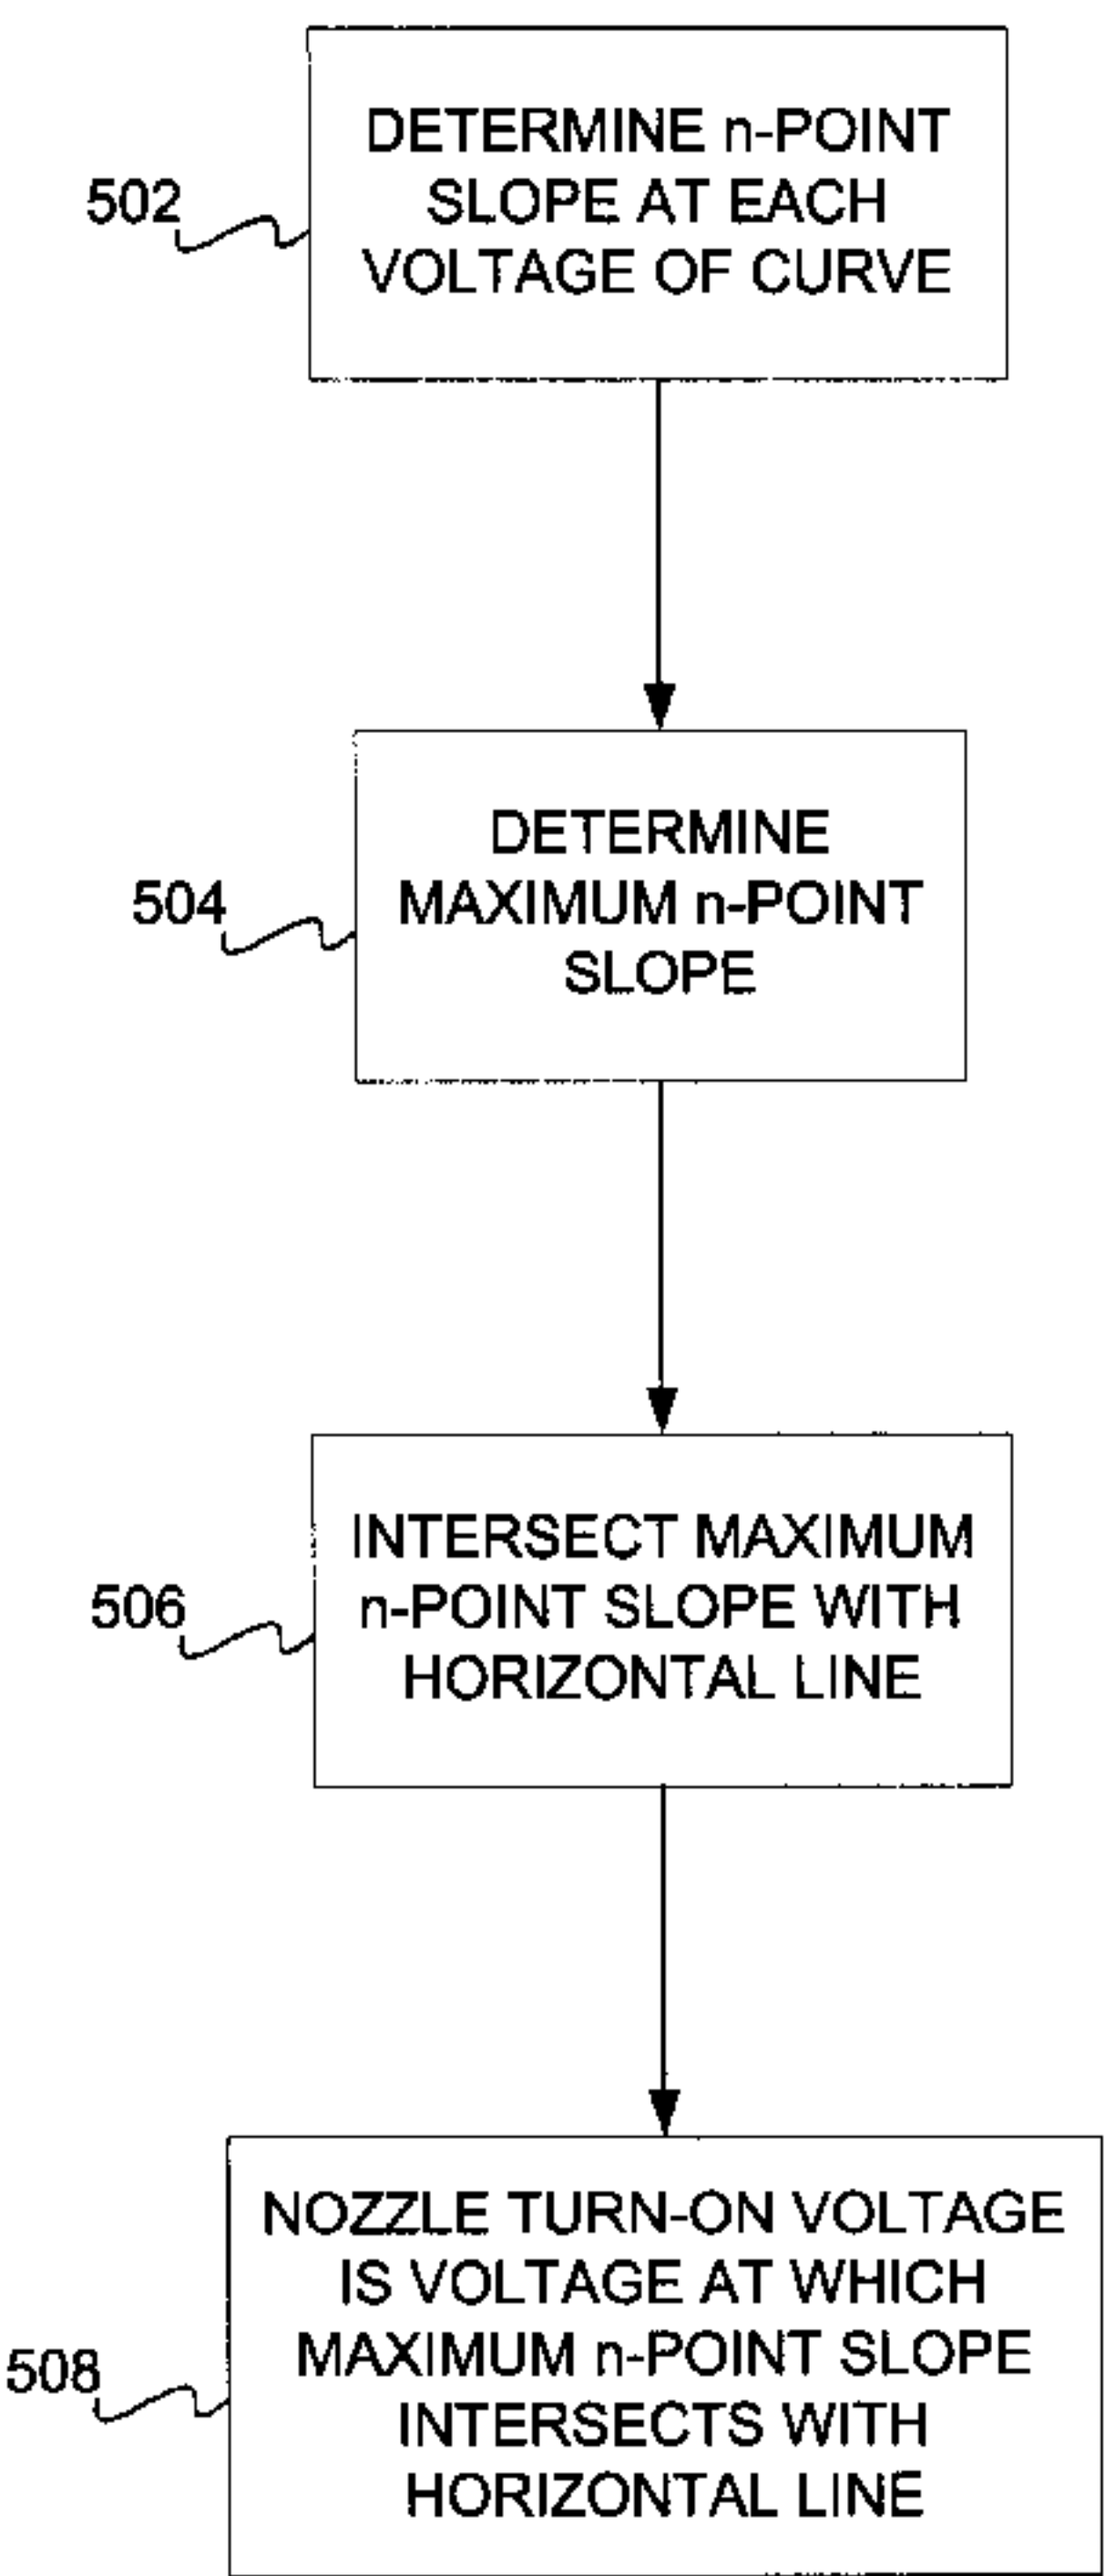 DETERMINE n-POINT
SLOPE AT EACH
VOLTAGE OF CURVE
502
DETERMINE
MAXIMUM n-POINT
SLOPE
504
INTERSECT MAXIMUM
n-POINT SLOPE WITH
HORIZONTAL LINE
506
NOZZLE TURN-ON VOLTAGE
IS VOLTAGE AT WHICH
MAXIMUM n-POINT SLOPE
INTERSECTS WITH
HORIZONTAL LINE
508